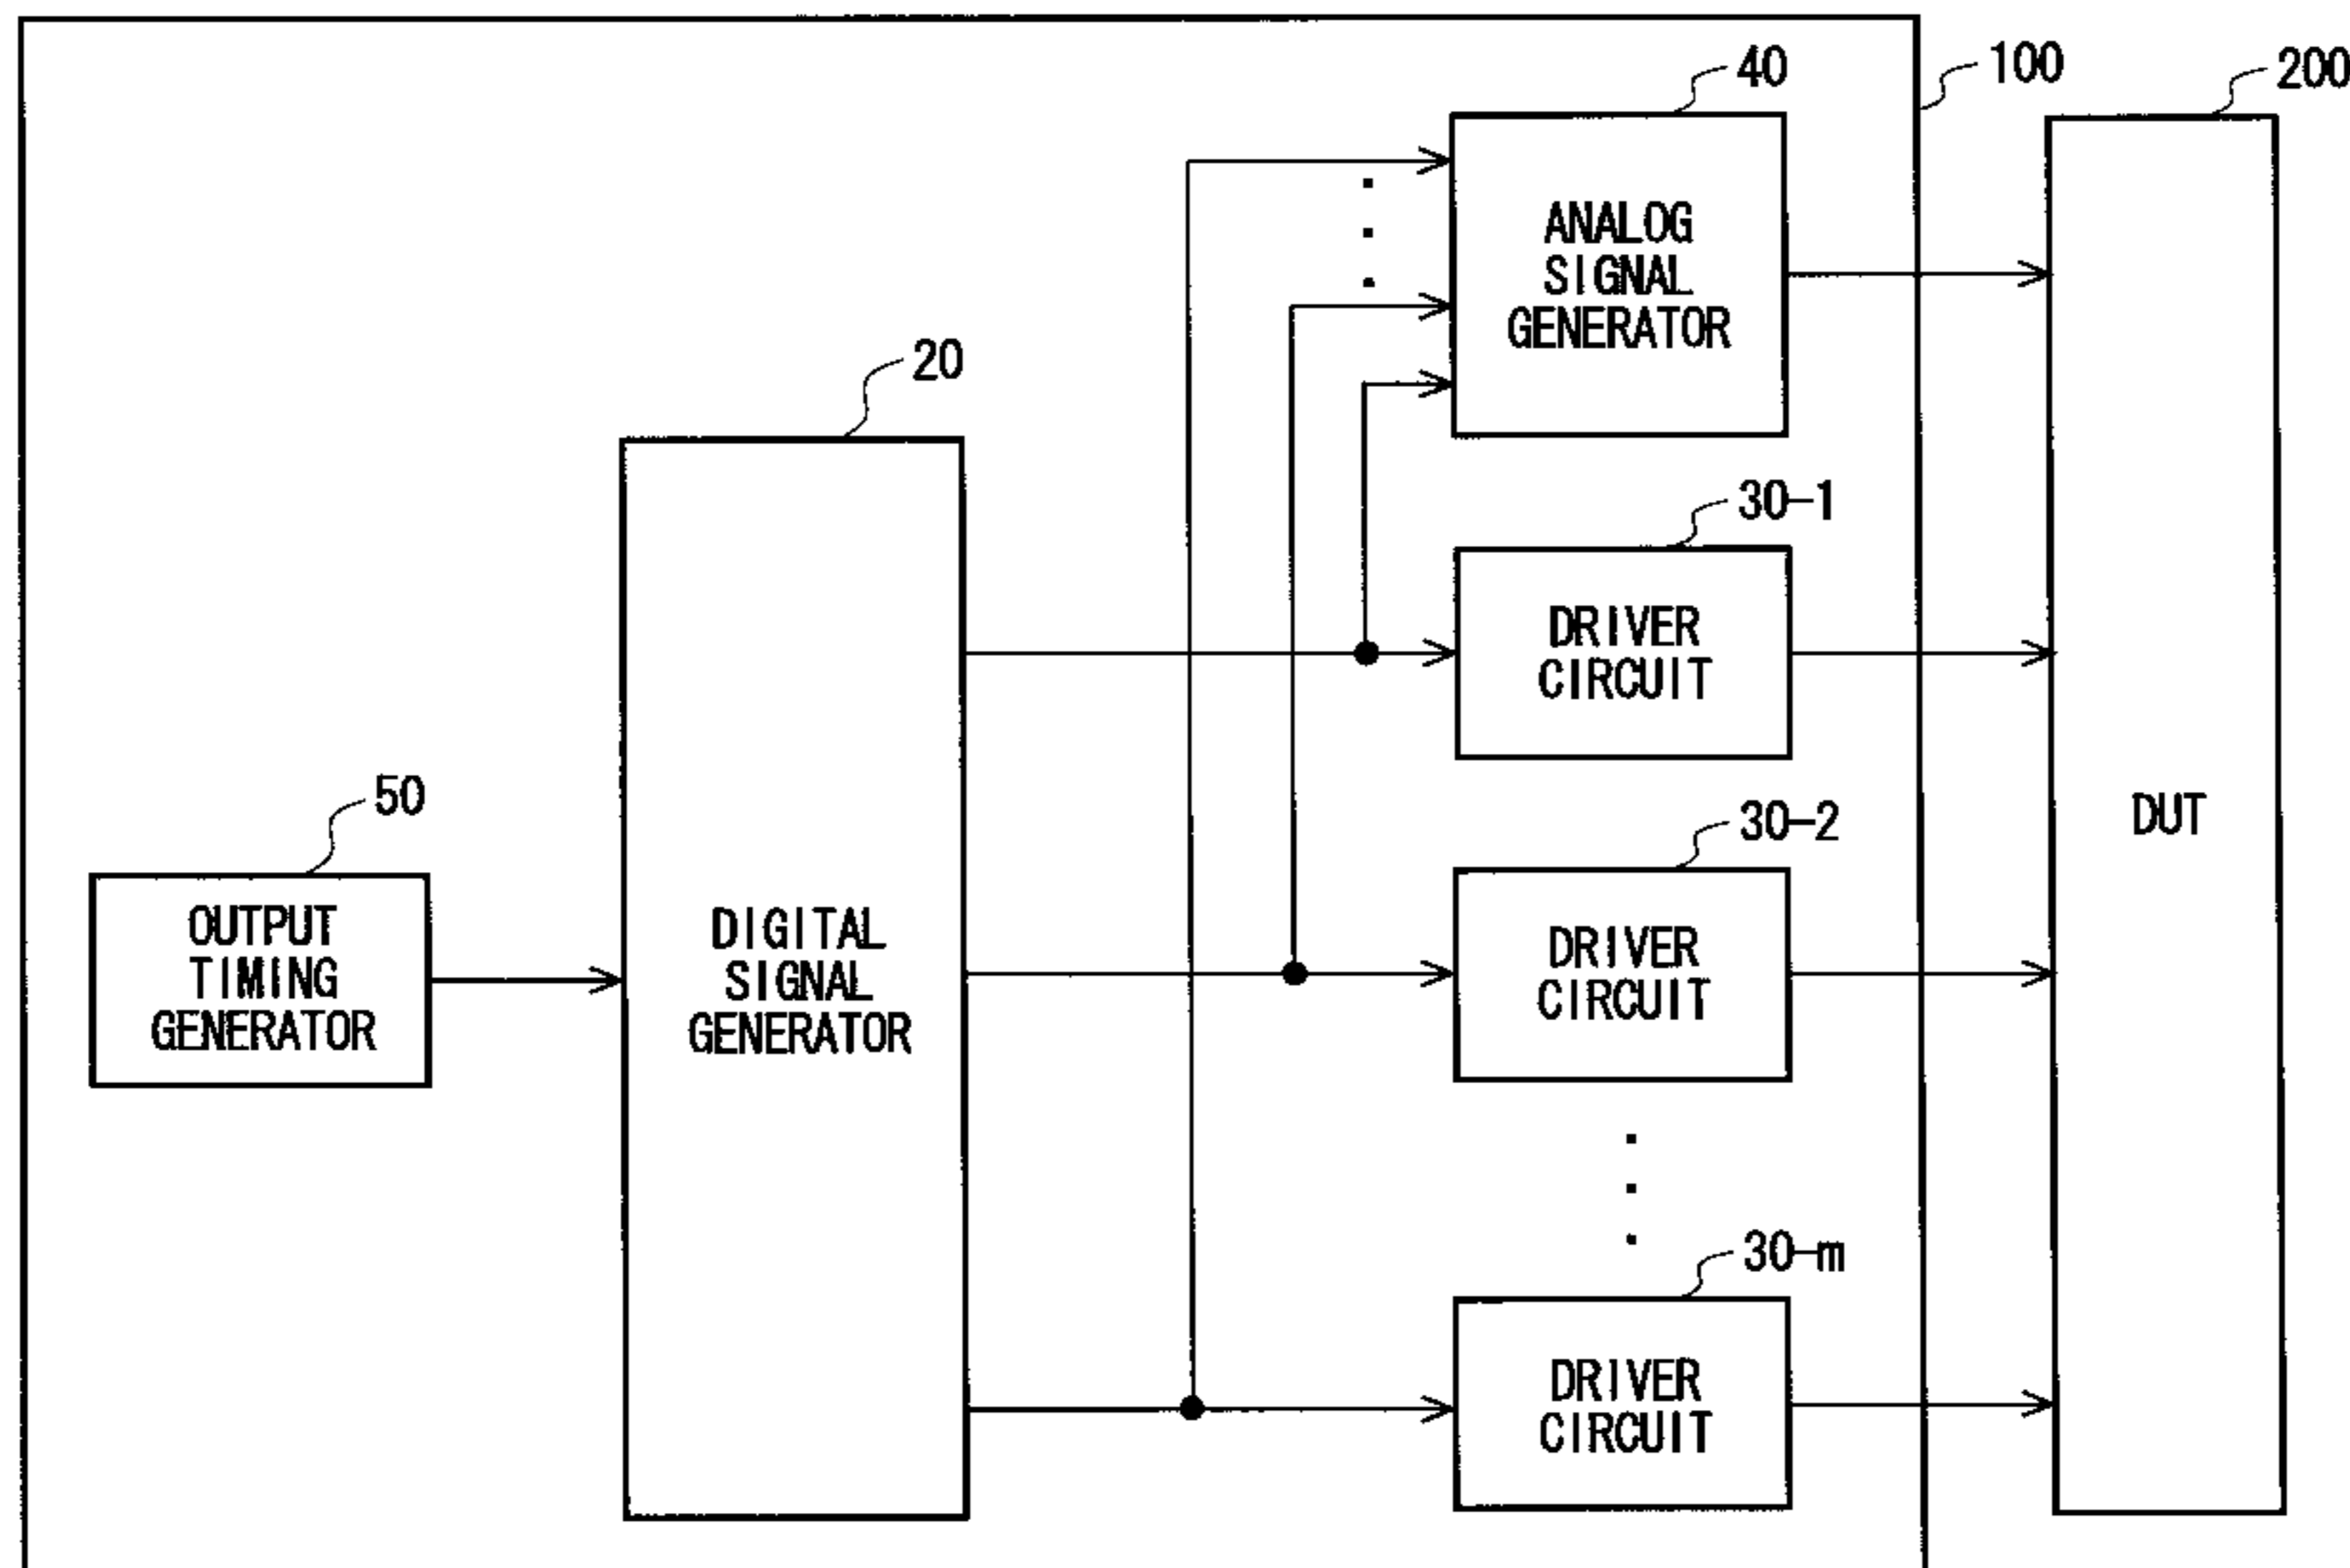 100
200
40
ANALOG
SIGNAL
GENERATOR
20
30-1
DRIVER
CIRCUIT
50
OUTPUT
TIMING
GENERATOR
DIGITAL
SIGNAL
GENERATOR
30-2
DRIVER
CIRCUIT
DUT
30-m
DRIVER
CIRCUIT